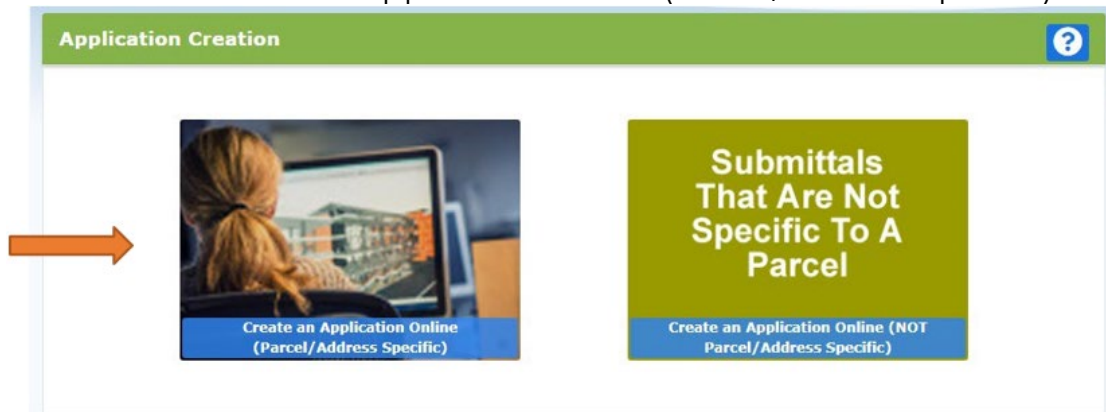 Application Creation
?
Submittals
That Are Not
Specific To A
Parcel
Create an Application Online
(Parcel/Address Specific)
Create an Application Online (NOT
Parcel/Address Specific)